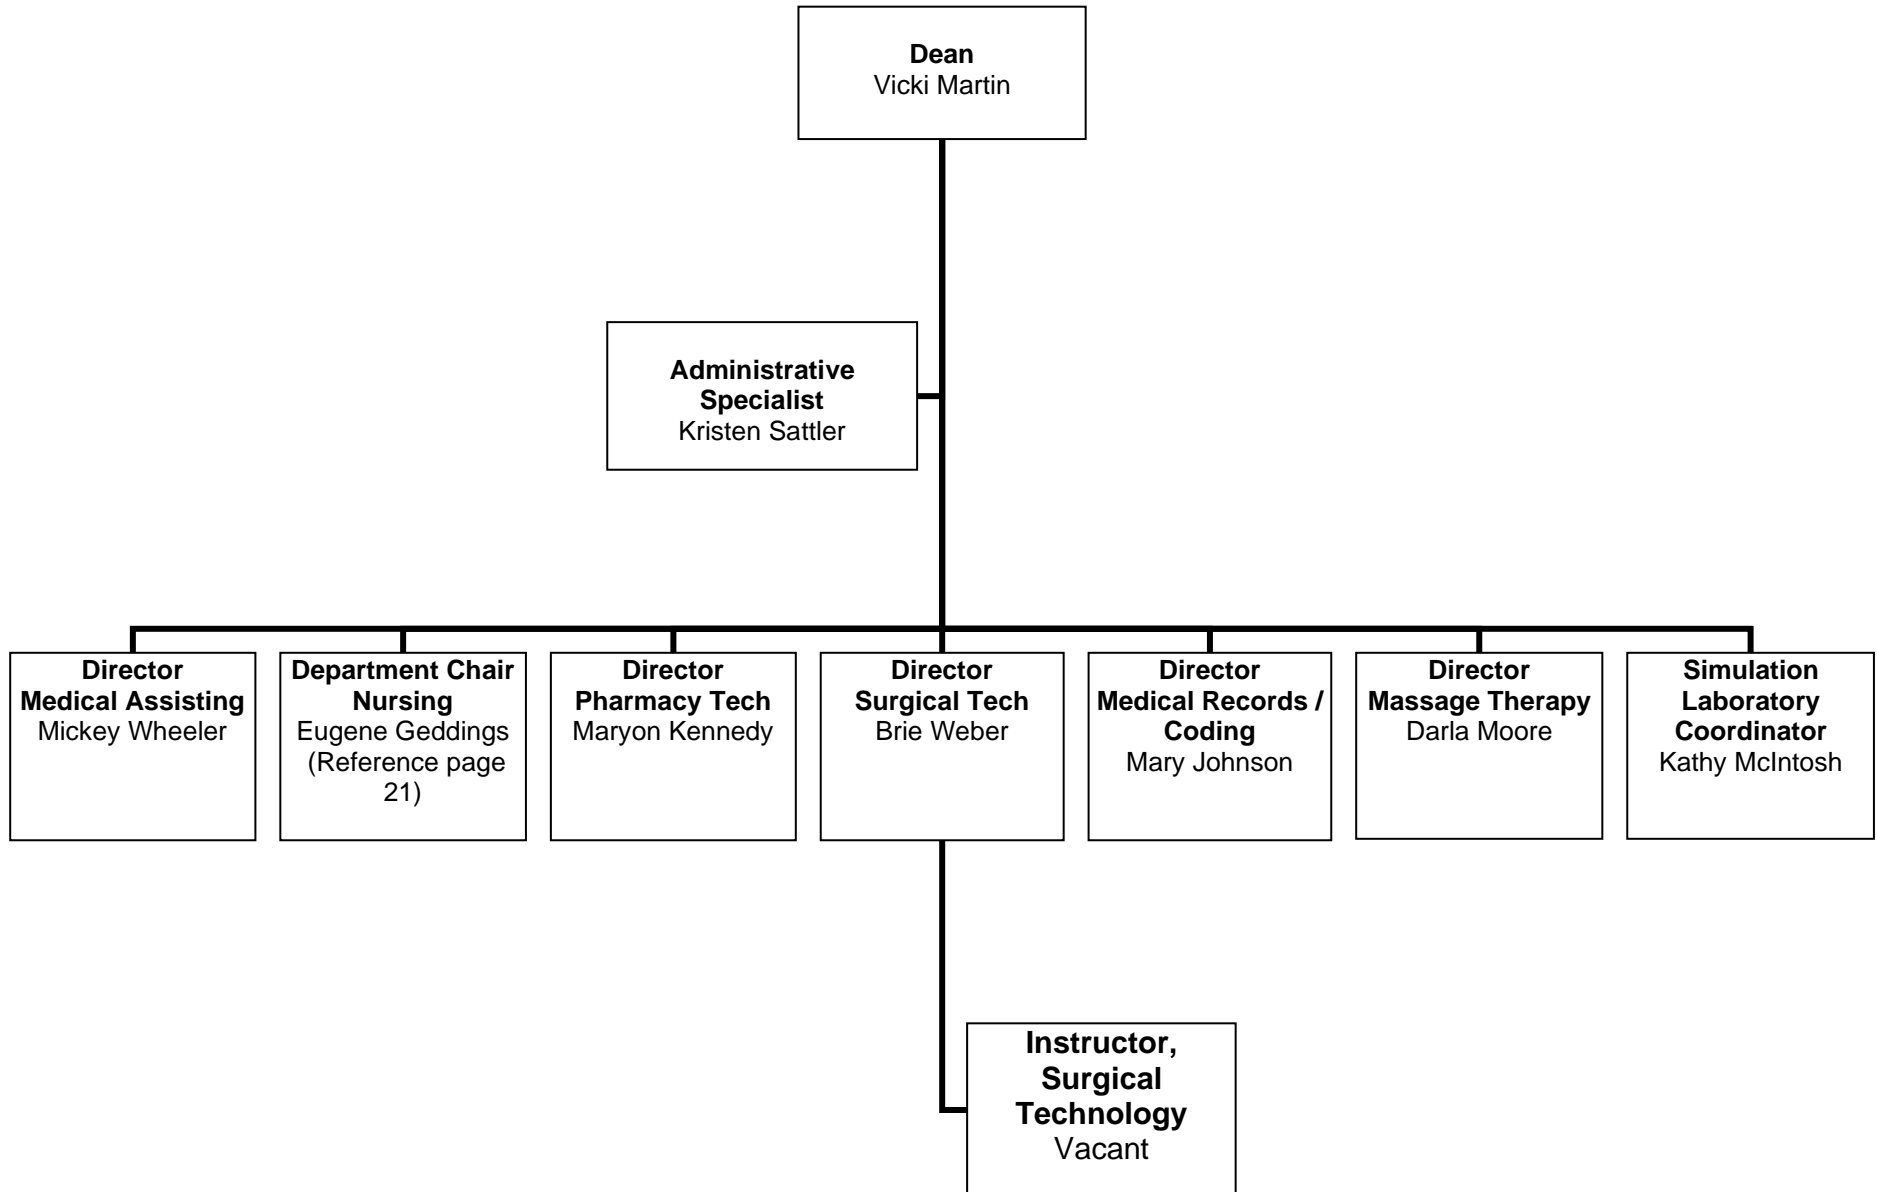 Dean
Vicki Martin
Administrative
Specialist
Kristen Sattler
Director
Medical Assisting
Mickey Wheeler
Department Chair
Nursing
Eugene Geddings
(Reference page
21)
Director
Pharmacy Tech
Maryon Kennedy
Director
Surgical Tech
Brie Weber
Director
Medical Records /
Coding
Mary Johnson
Director
Massage Therapy
Darla Moore
Simulation
Laboratory
Coordinator
Kathy McIntosh
Instructor,
Surgical
Technology
Vacant